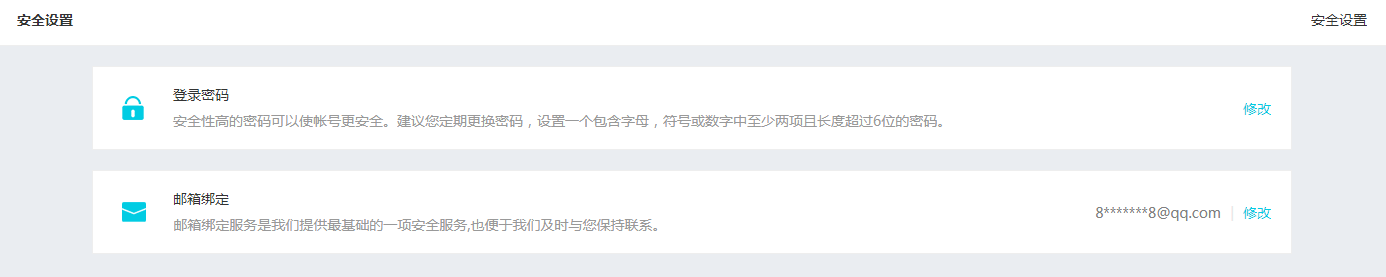 安全设置
安全设置
登录密码
安全性高的密码可以使帐号更安全。建议您定期更换密码，设置一个包含字母，符号或数字中至少两项且长度超过6位的密码。
修改
邮箱绑定
邮箱绑定服务是我们提供最基础的一项安全服务,也便于我们及时与您保持联系。
8*******8@qq.com | 修改